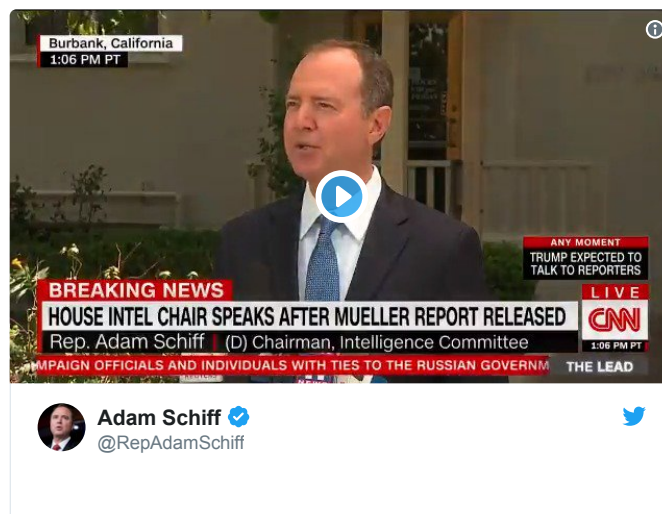 Burbank, California
1:06 PM PT
ANY MOMENT
TRUMP EXPECTED TO
TALK TO REPORTERS
BREAKING NEWS
LIVE
HOUSE INTEL CHAIR SPEAKS AFTER MUELLER REPORT RELEASED
CNN
Rep. Adam Schiff | (D) Chairman, Intelligence Committee
1:06 PM PT
MPAIGN OFFICIALS AND INDIVIDUALS WITH TIES TO THE RUSSIAN GOVERNM
THE LEAD
Adam Schiff
@RepAdamSchiff